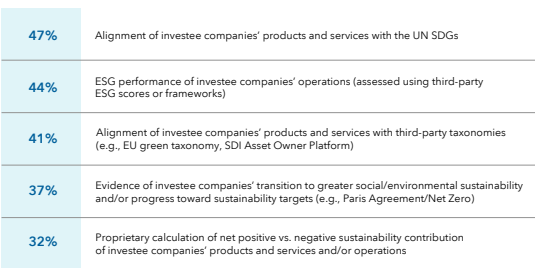 47% Alignment of investee companies’ products and services with the UN SDGs
44% ESG performance of investee companies’ operations (assessed using third-party
ESG scores or frameworks)
41% Alignment of investee companies’ products and services with third-party taxonomies
(e.g., EU green taxonomy, SDI Asset Owner Platform)
37% Evidence of investee companies’ transition to greater social/environmental sustainability
and/or progress toward sustainability targets (e.g., Paris Agreement/Net Zero)
32% Proprietary calculation of net positive vs. negative sustainability contribution
of investee companies’ products and services and/or operations